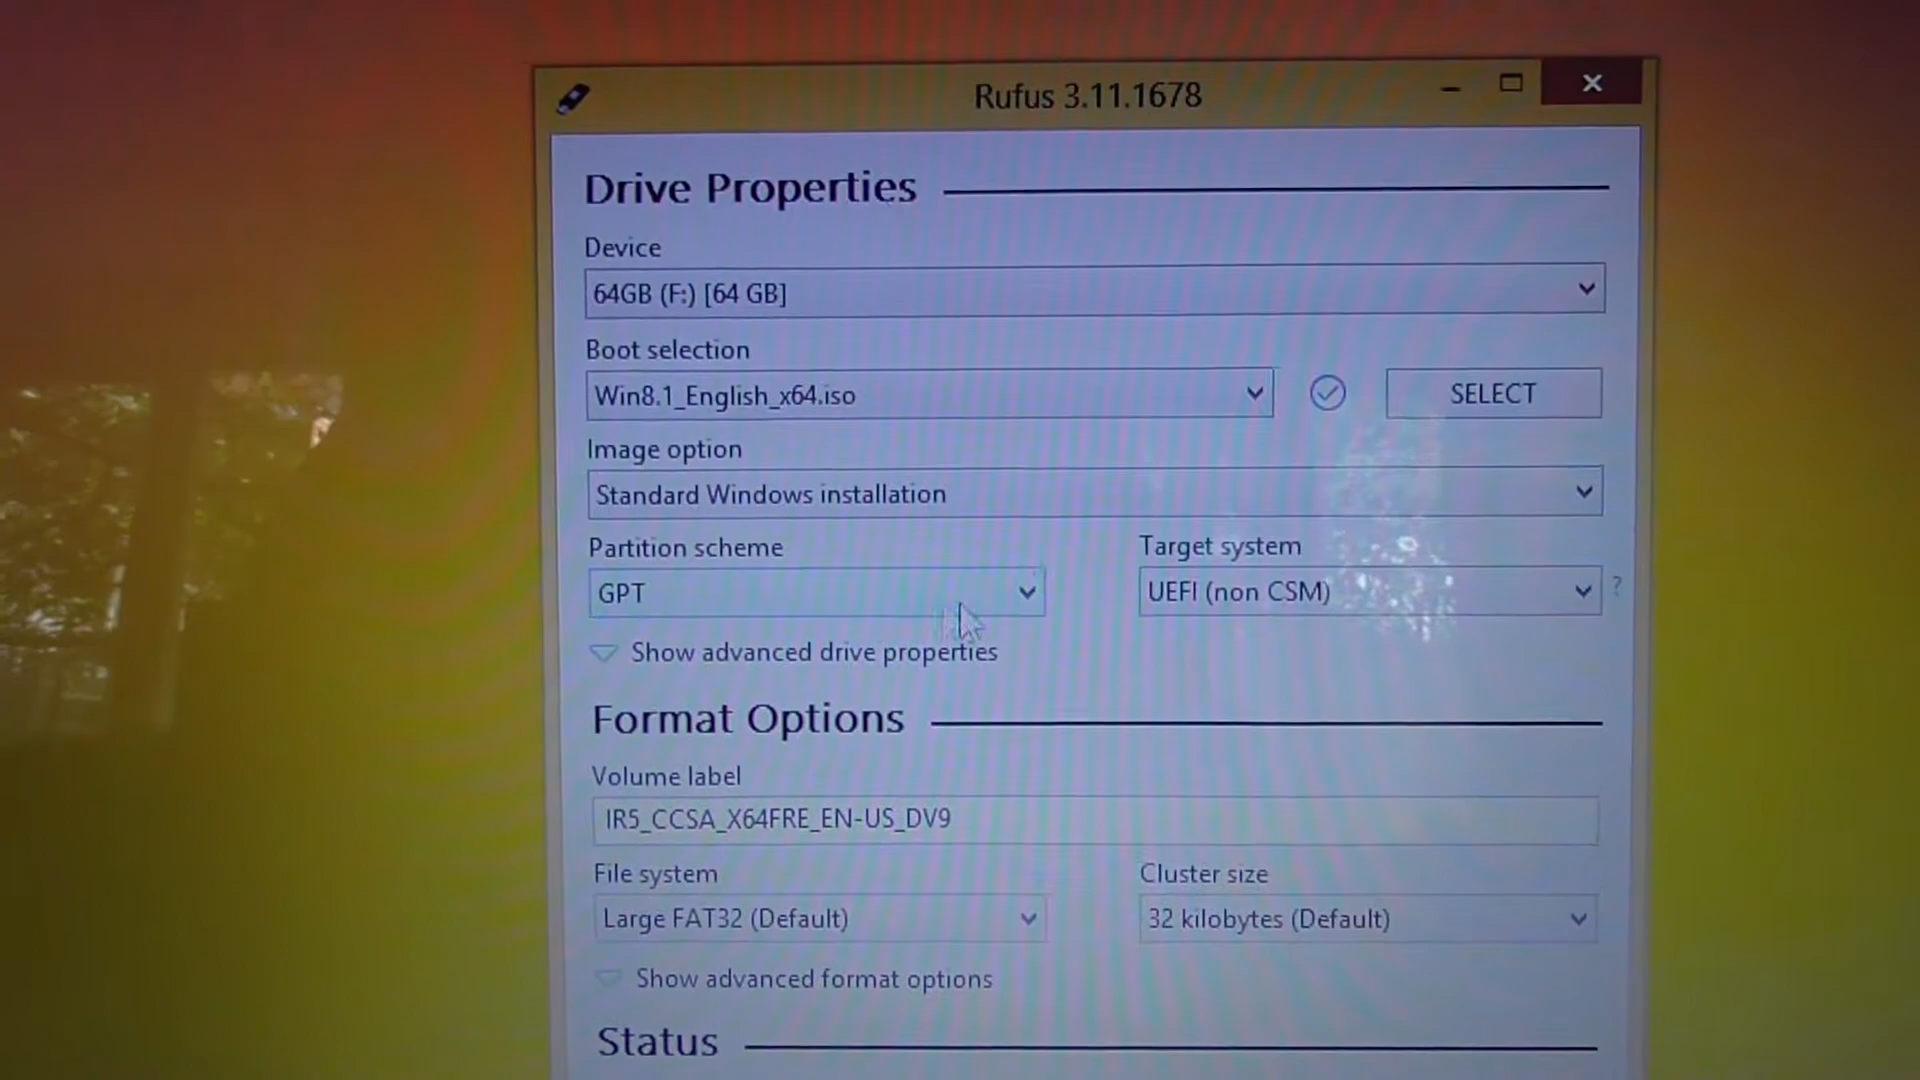 Rufus 3.11.1678
Drive Properties
Device
64GB (F:) [64 GB]
Boot selection
Win8.1_English_x64.iso
SELECT
Image option
Standard Windows installation
Partition scheme
Target system
GPT
UEFI (non CSM)
?
Show advanced drive properties
Format Options
Volume label
IR5_CCSA_X64FRE_EN-US_DV9
File system
Cluster size
Large FAT32 (Default)
32 kilobytes (Default)
Show advanced format options
Status